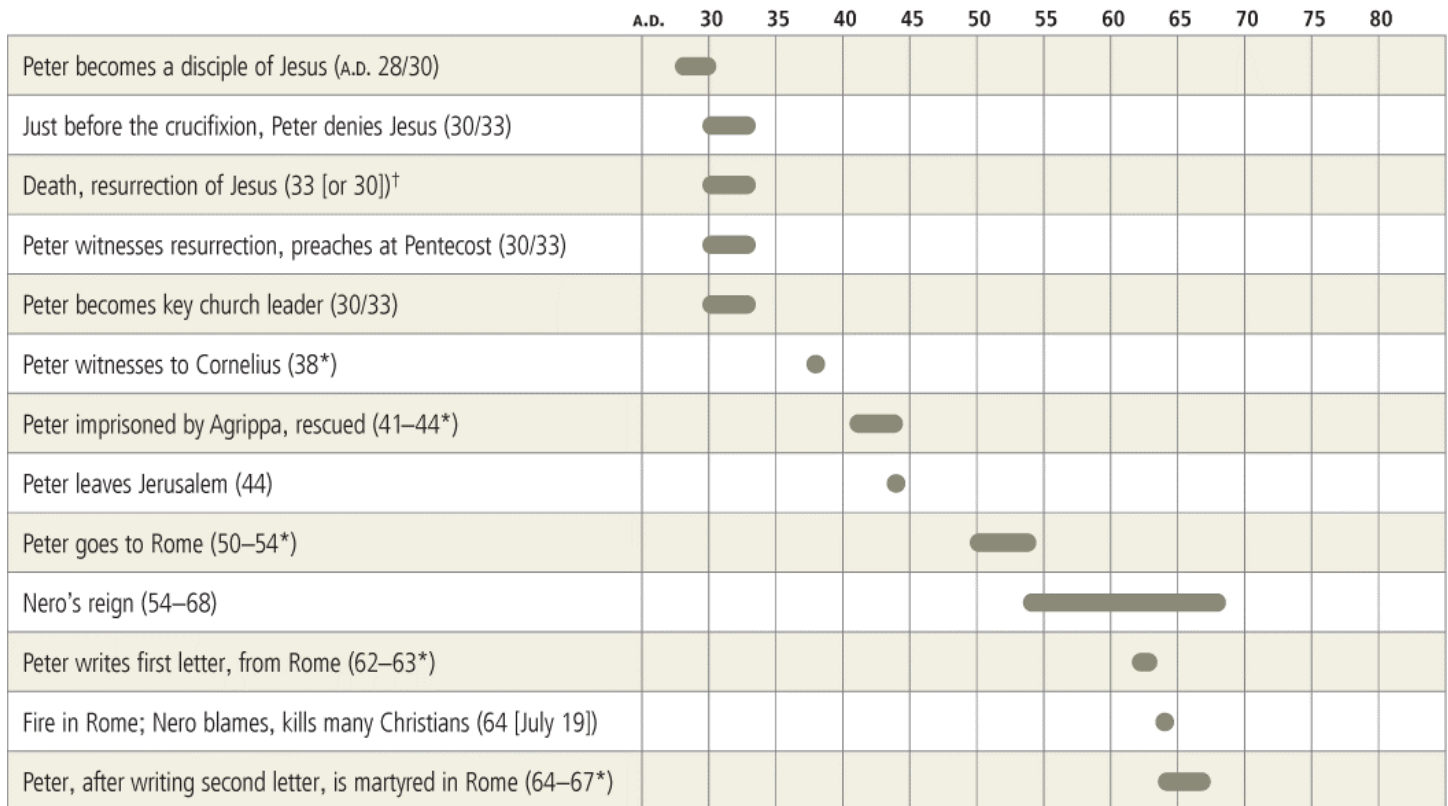 A.D. 30 35 40 45 50 55 60 65 70 75 80
Peter becomes a disciple of Jesus (A.D. 28/30)
Just before the crucifixion, Peter denies Jesus (30/33)
Death, resurrection of Jesus (33 [or 30])†
Peter witnesses resurrection, preaches at Pentecost (30/33)
Peter becomes key church leader (30/33)
Peter witnesses to Cornelius (38*)
Peter imprisoned by Agrippa, rescued (41–44*)
Peter leaves Jerusalem (44)
Peter goes to Rome (50–54*)
Nero’s reign (54–68)
Peter writes first letter, from Rome (62–63*)
Fire in Rome; Nero blames, kills many Christians (64 [July 19])
Peter, after writing second letter, is martyred in Rome (64–67*)